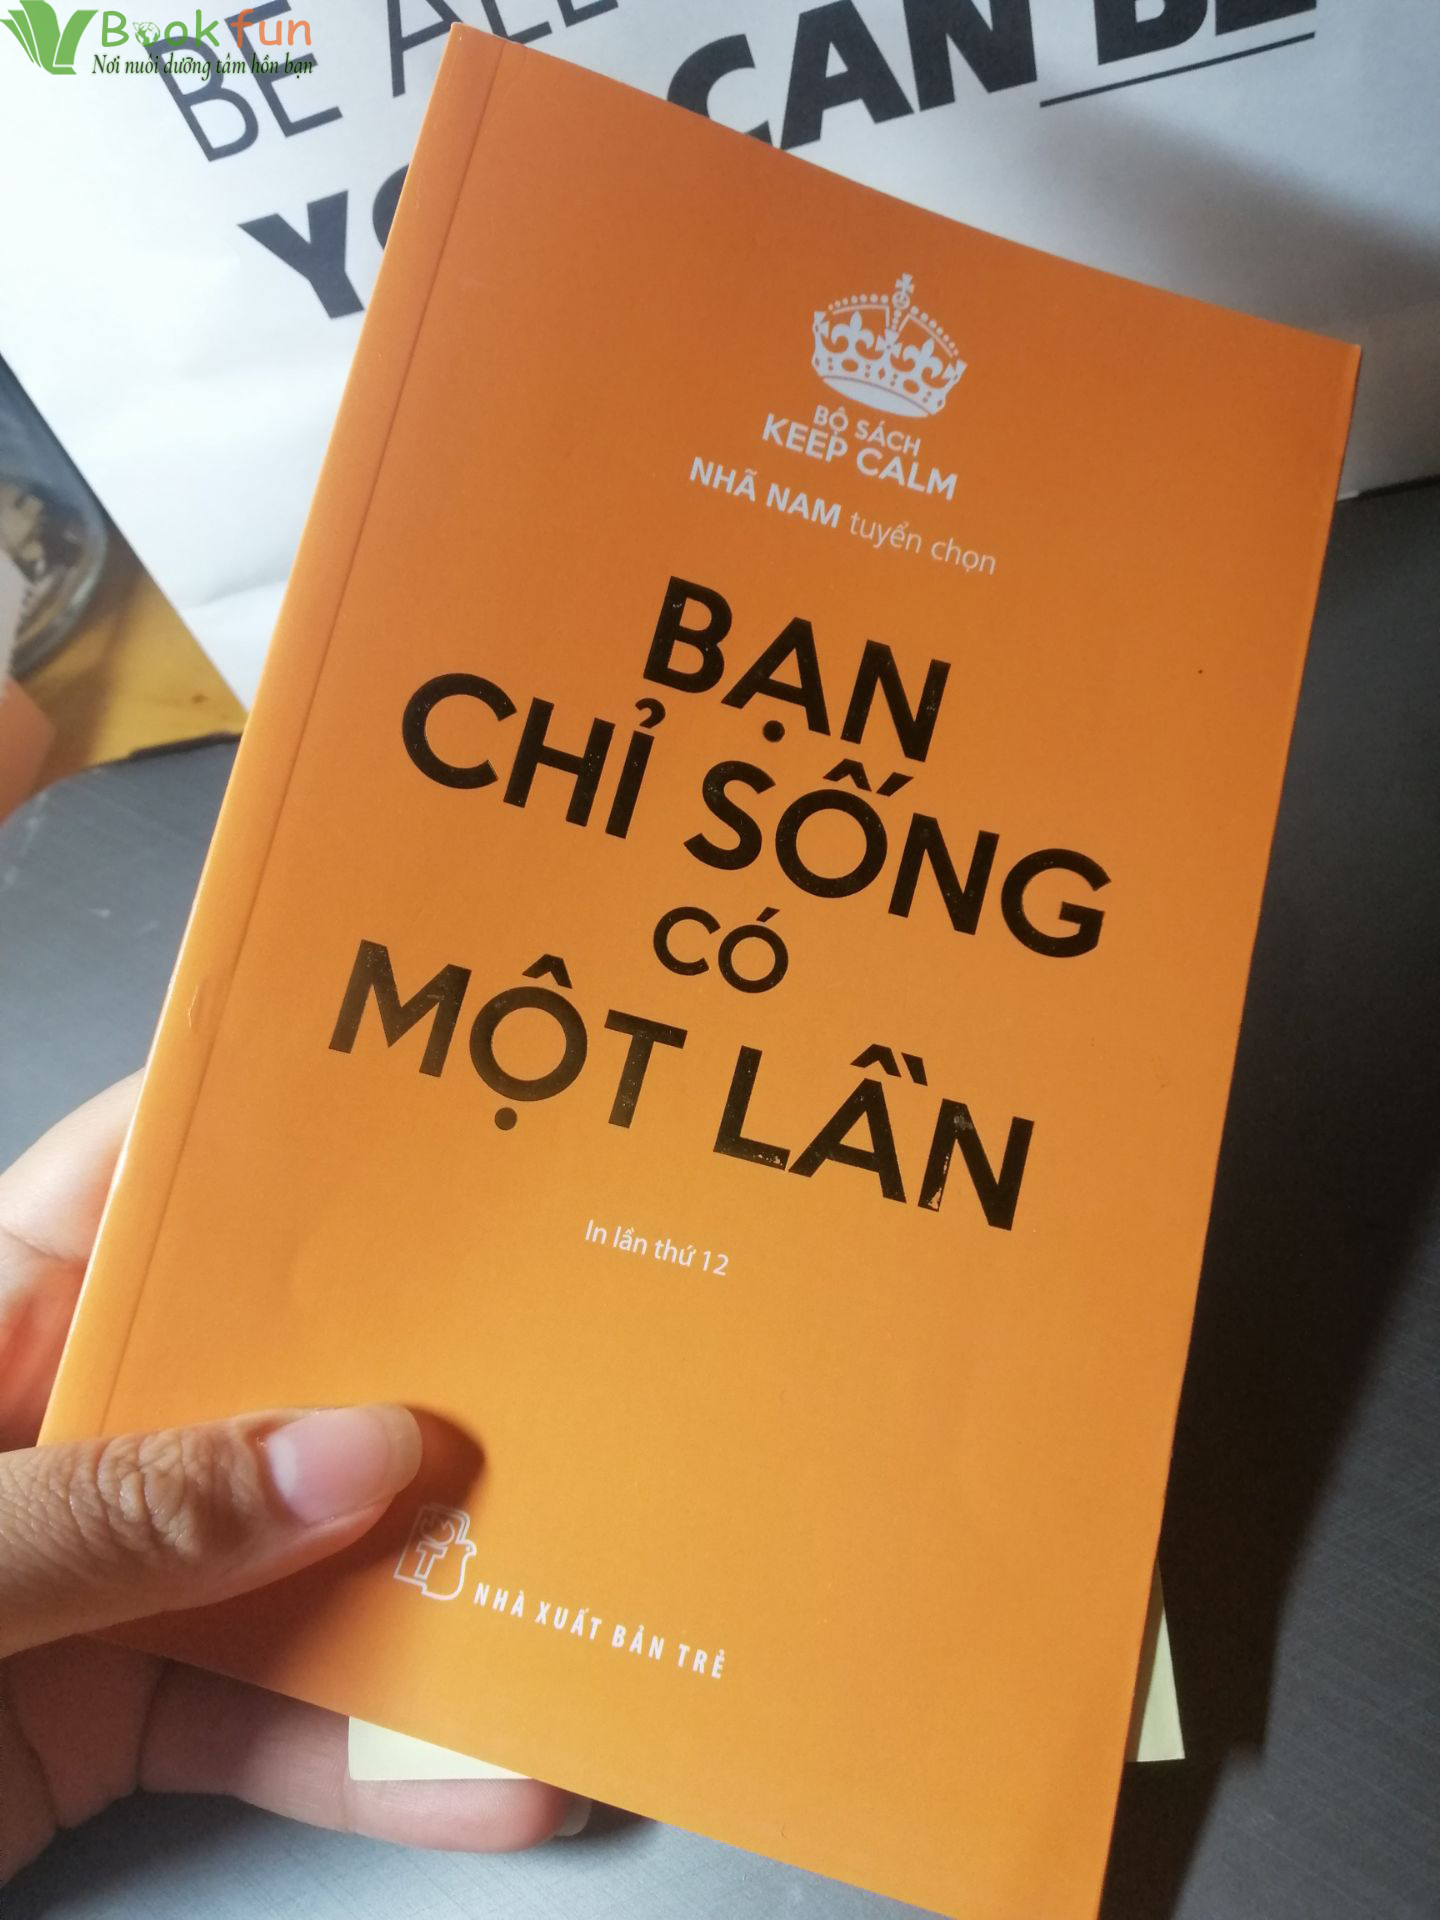 Bookfun
Nơi nuôi dưỡng tâm hồn bạn
BE ALL
CAN BE
BỘ SÁCH
KEEP CALM
NHÃ NAM tuyển chọn
BẠN
CHỈ SỐNG
CÓ
MỘT LẦN
In lần thứ 12
NHÀ XUẤT BẢN TRẺ